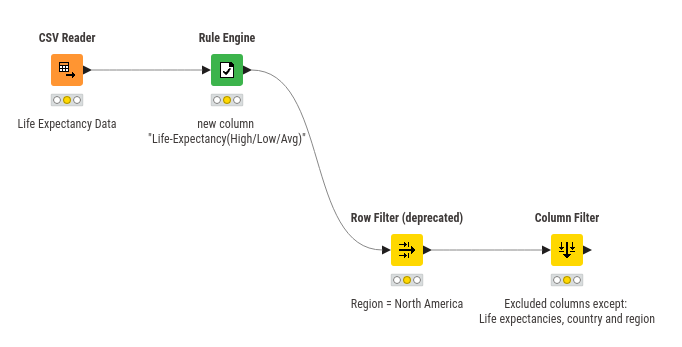 CSV Reader
Rule Engine
Life Expectancy Data
new column
"Life-Expectancy(High/Low/Avg)"
Row Filter (deprecated)
Column Filter
Region = North America
Excluded columns except:
Life expectancies, country and region